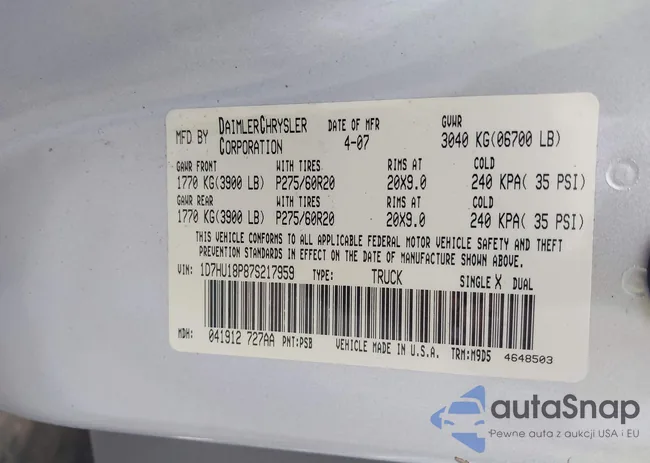 MFD BY DAIMLERCHRYSLER CORPORATION DATE OF MFR 4-07 GVWR 3040 KG(06700 LB)
GAWR FRONT WITH TIRES RIMS AT COLD
1770 KG(3900 LB) P275/60R20 20X9.0 240 KPA( 35 PSI)
GAWR REAR WITH TIRES RIMS AT COLD
1770 KG(3900 LB) P275/60R20 20X9.0 240 KPA( 35 PSI)
THIS VEHICLE CONFORMS TO ALL APPLICABLE FEDERAL MOTOR VEHICLE SAFETY AND THEFT
PREVENTION STANDARDS IN EFFECT ON THE DATE OF MANUFACTURE SHOWN ABOVE.
VIN: 1D7HU18P87S217959 TYPE: TRUCK SINGLE X DUAL
MDH: 041912 727AA PNT:PSB VEHICLE MADE IN U.S.A. TRM:M9D5 4648503
autaSnap
Pewne auta z aukcji USA i EU